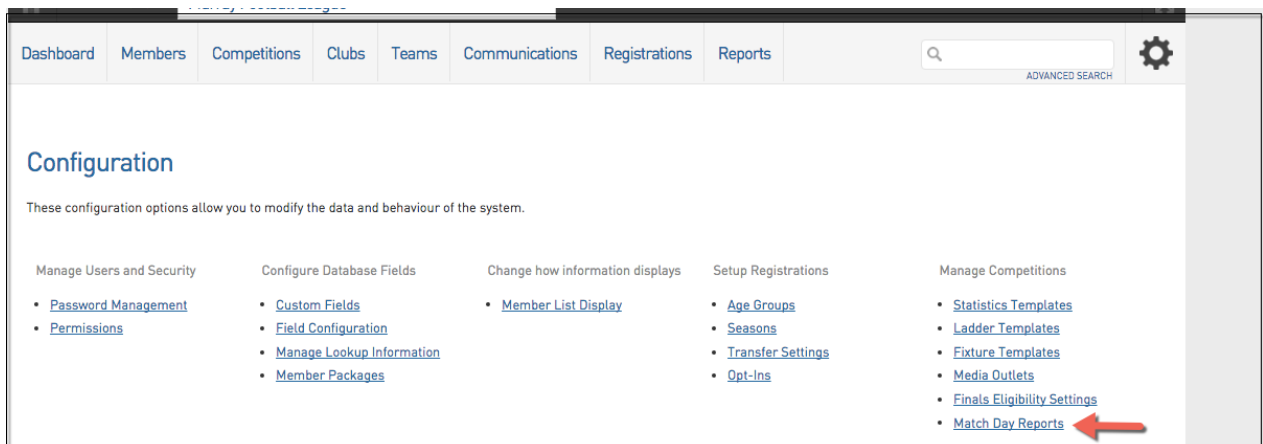 Dashboard Members Competitions Clubs Teams Communications Registrations Reports
ADVANCED SEARCH
Configuration
These configuration options allow you to modify the data and behaviour of the system.
Manage Users and Security
Password Management
Permissions
Configure Database Fields
Custom Fields
Field Configuration
Manage Lookup Information
Member Packages
Change how information displays
Member List Display
Setup Registrations
Age Groups
Seasons
Transfer Settings
Opt-Ins
Manage Competitions
Statistics Templates
Ladder Templates
Fixture Templates
Media Outlets
Finals Eligibility Settings
Match Day Reports